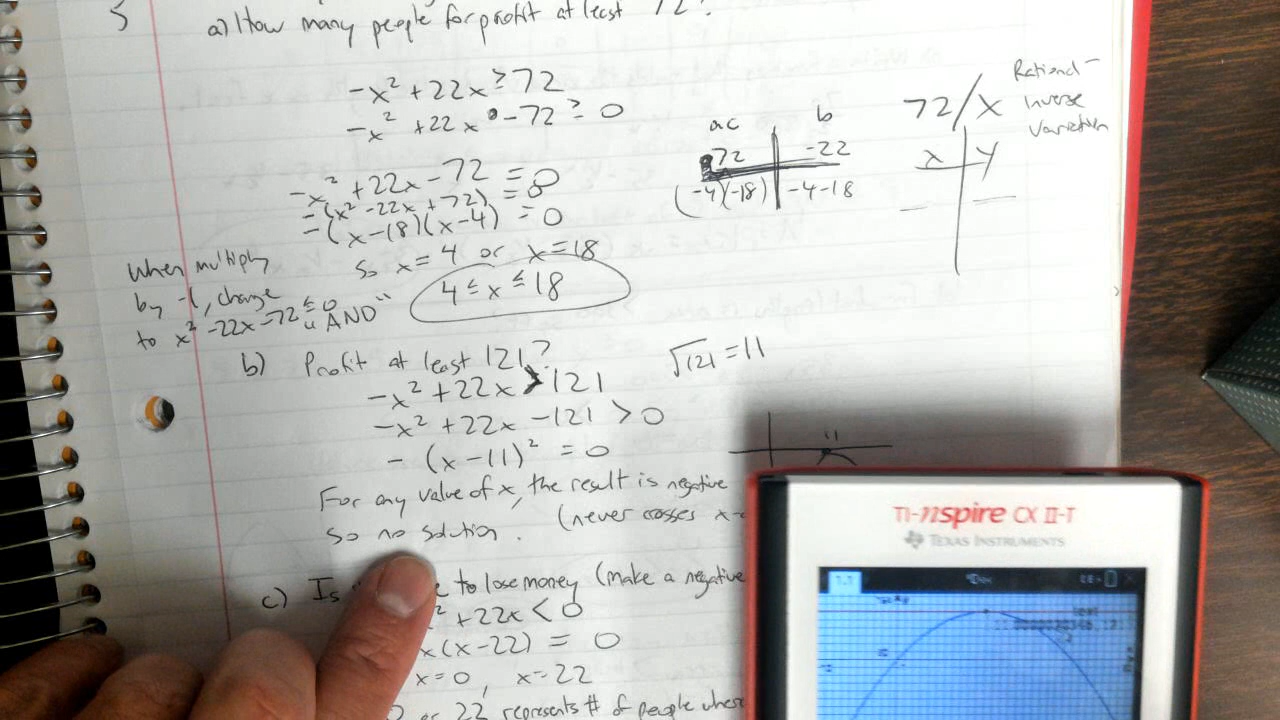 5
a) How many people for profit at least 72?
-x² + 22x ≥ 72
-x² + 22x - 72 ≥ 0
-x² + 22x - 72 = 0
-(x² - 22x + 72) = 0
-(x-18)(x-4) = 0
So x = 4 or x = 18
4 ≤ x ≤ 18
When multiply
by -1, change
to x² - 22x - 72 ≤ 0
"AND"
ac b
72 -22
(-4)(-18) -4-18
72/x
Rational -
Inverse
Variation
x y
b) Profit at least 121?
√121 = 11
-x² + 22x > 121
-x² + 22x - 121 > 0
-(x-11)² = 0
11
For any value of x, the result is negative
so no solution. (never crosses x-
c) Is to lose money (make a negative
² + 22x < 0
x(x-22) = 0
x=0, x=22
or 22 represents # of people where
TI-nspire CX II-T
TEXAS INSTRUMENTS
1.1